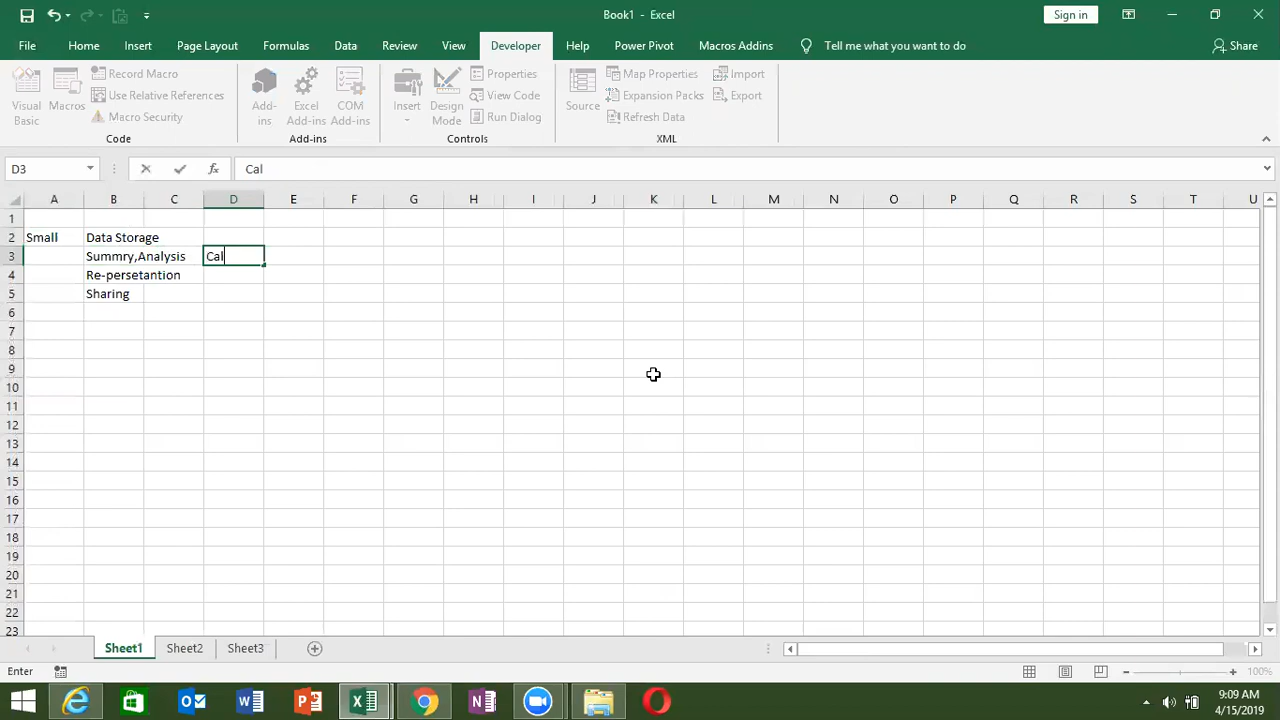 Book1 - Excel
Sign in
File Home Insert Page Layout Formulas Data Review View Developer Help Power Pivot Macros Addins Tell me what you want to do Share
Visual Basic
Macros
Record Macro
Use Relative References
Macro Security
Code
Add-ins
Excel Add-ins
COM Add-ins
Add-ins
Insert
Design Mode
Properties
View Code
Run Dialog
Controls
Source
Map Properties
Expansion Packs
Refresh Data
Import
Export
XML
D3 fx Cal
A B C D E F G H I J K L M N O P Q R S T U
1
2 Small Data Storage
3 Summry,Analysis Cal
4 Re-persetantion
5 Sharing
6
7
8
9
10
11
12
13
14
15
16
17
18
19
20
21
22
23
Sheet1 Sheet2 Sheet3
Enter 100%
9:09 AM
4/15/2019